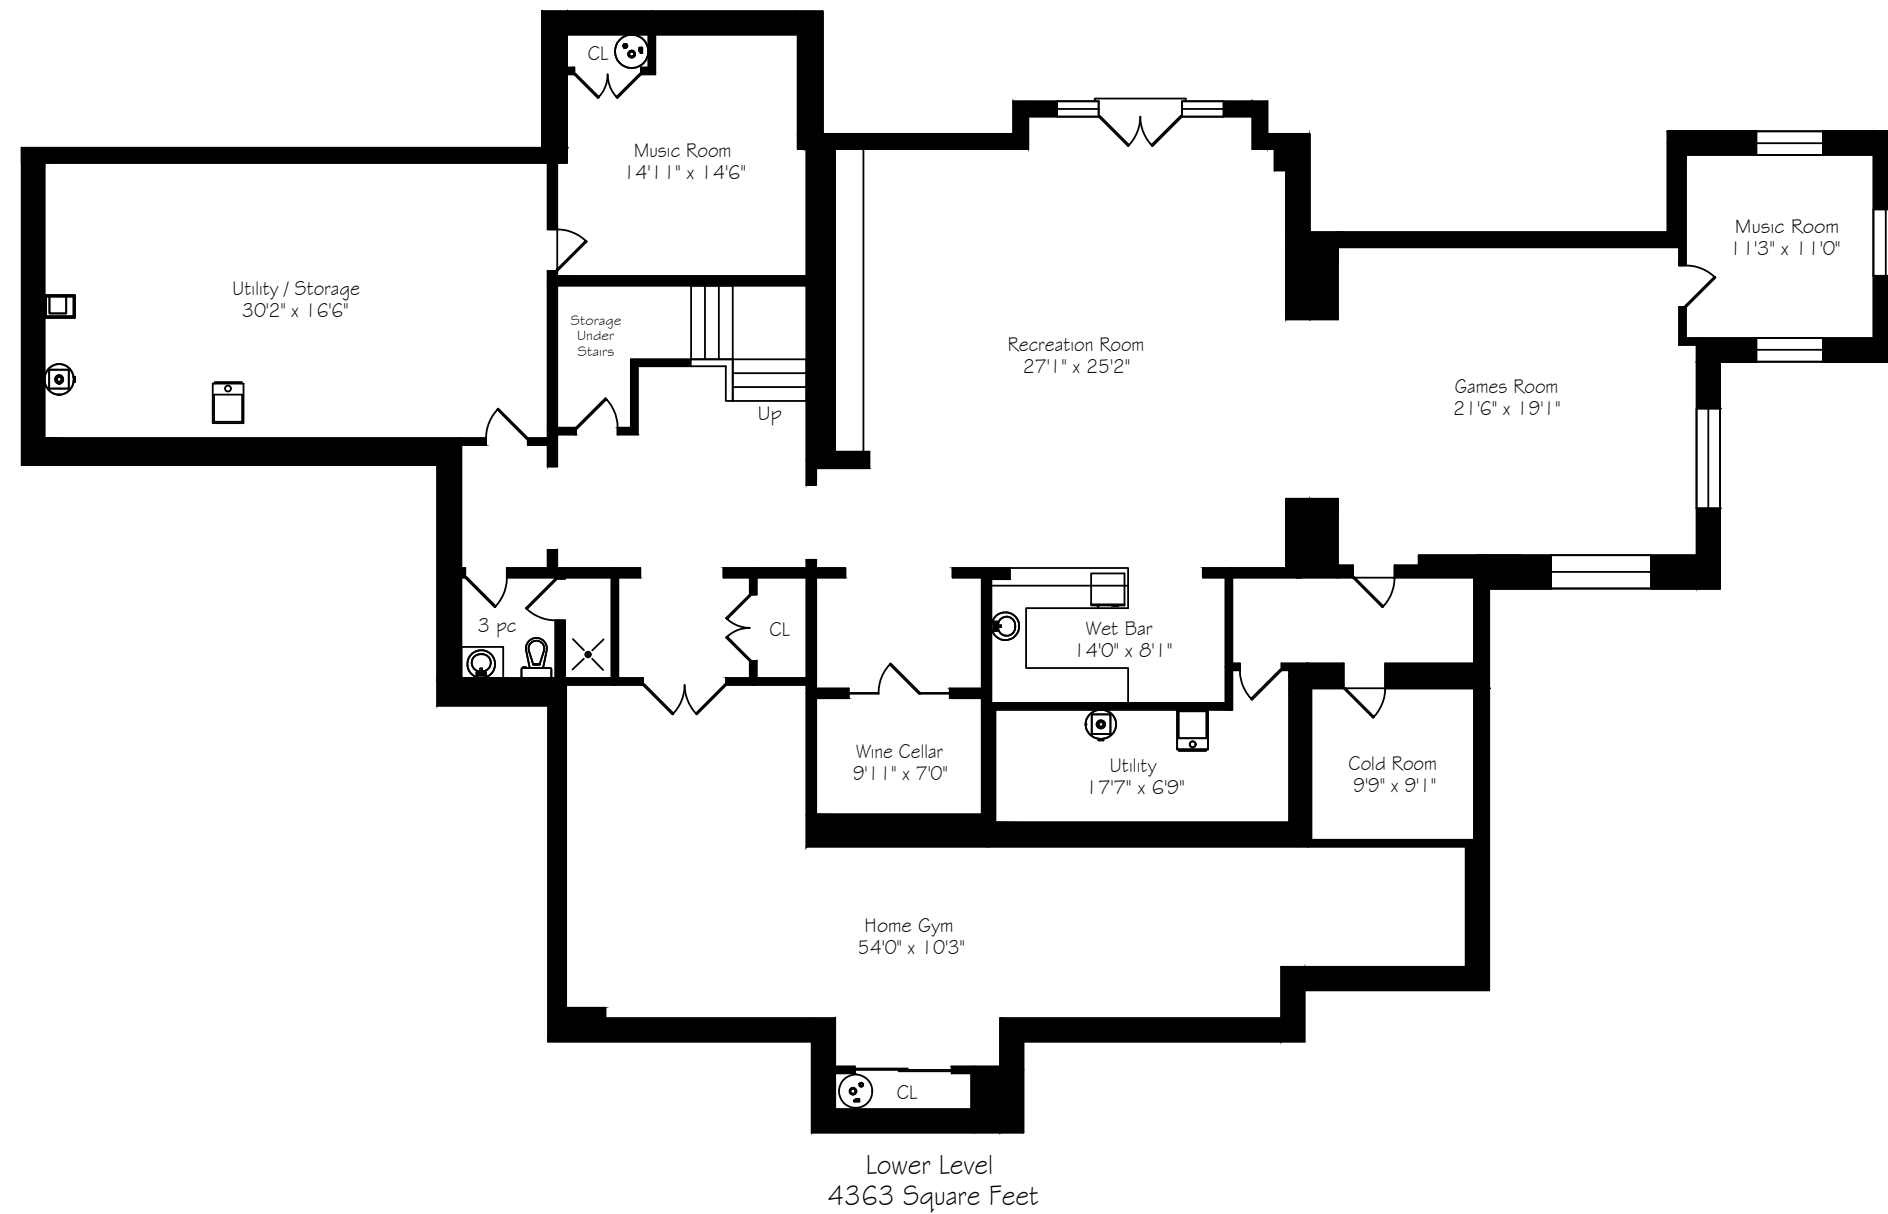 CL
Music Room
14'11" x 14'6"
Music Room
11'3" x 11'0"
Utility / Storage
30'2" x 16'6"
Storage
Under
Stairs
Up
Recreation Room
27'1" x 25'2"
Games Room
21'6" x 19'1"
3 pc
CL
Wet Bar
14'0" x 8'1"
Wine Cellar
9'11" x 7'0"
Utility
17'7" x 6'9"
Cold Room
9'9" x 9'1"
Home Gym
54'0" x 10'3"
CL
Lower Level
4363 Square Feet